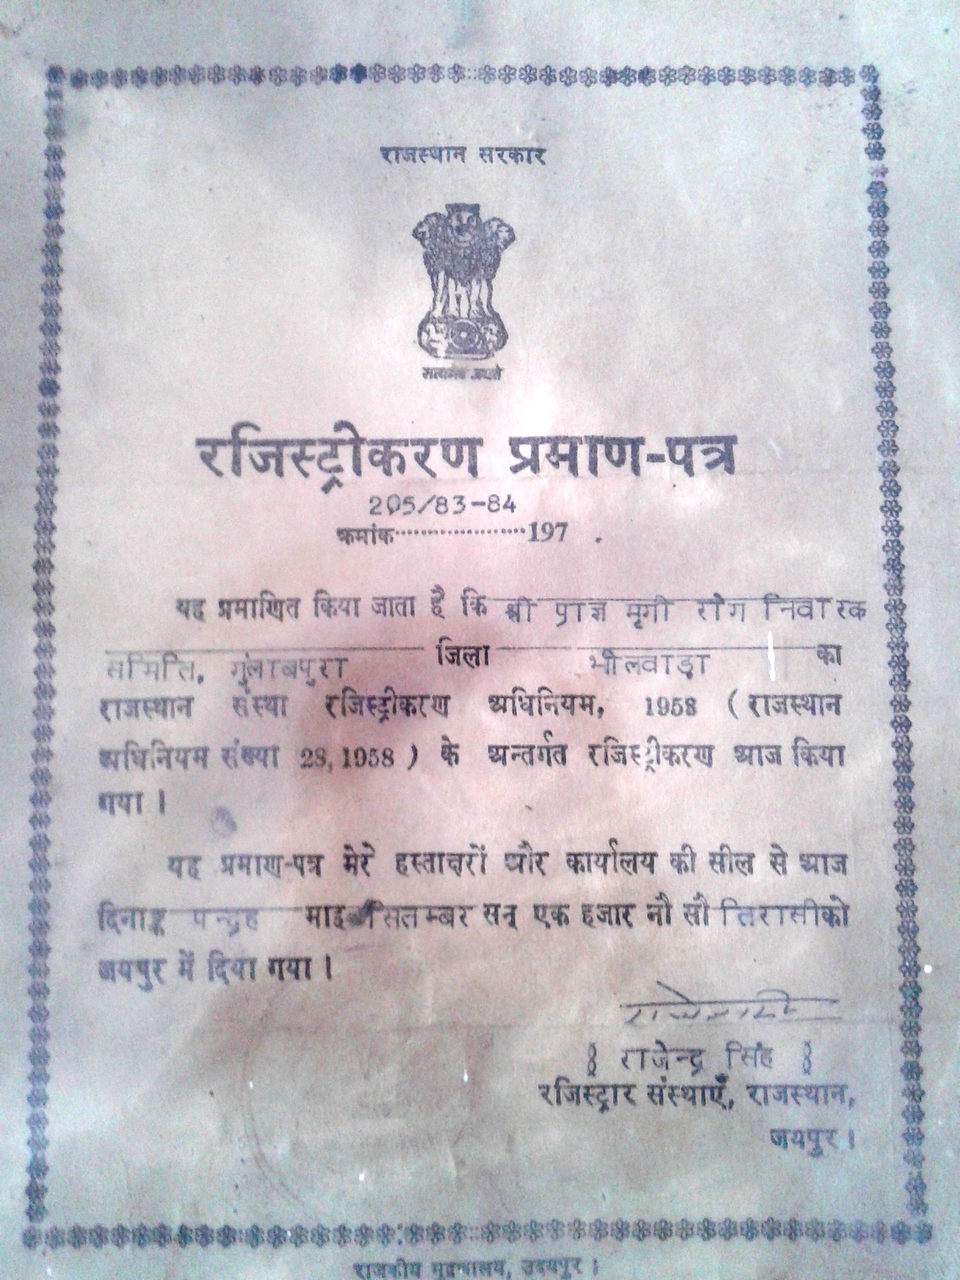 राजस्थान सरकार
सत्यमेव जयते
रजिस्ट्रीकरण प्रमाण-पत्र
205/83-84
क्रमांक..................197 .
यह प्रमाणित किया जाता है कि श्री प्राज्ञ मृगी रोग निवारक
समिति, गुलाबपुरा जिला भीलवाड़ा का
राजस्थान संस्था रजिस्ट्रीकरण अधिनियम, 1958 ( राजस्थान
अधिनियम संख्या 28, 1958 ) के अन्तर्गत रजिस्ट्रीकरण आज किया
गया ।
यह प्रमाण-पत्र मेरे हस्ताक्षरों और कार्यालय की सील से आज
दिनाङ्क पन्द्रह माह सितम्बर सन् एक हजार नौ सौ तिरासी को
जयपुर में दिया गया ।
राजेन्द्र सिंह
रजिस्ट्रार संस्थाएँ, राजस्थान,
जयपुर ।
राजकीय मुद्रणालय, उदयपुर ।